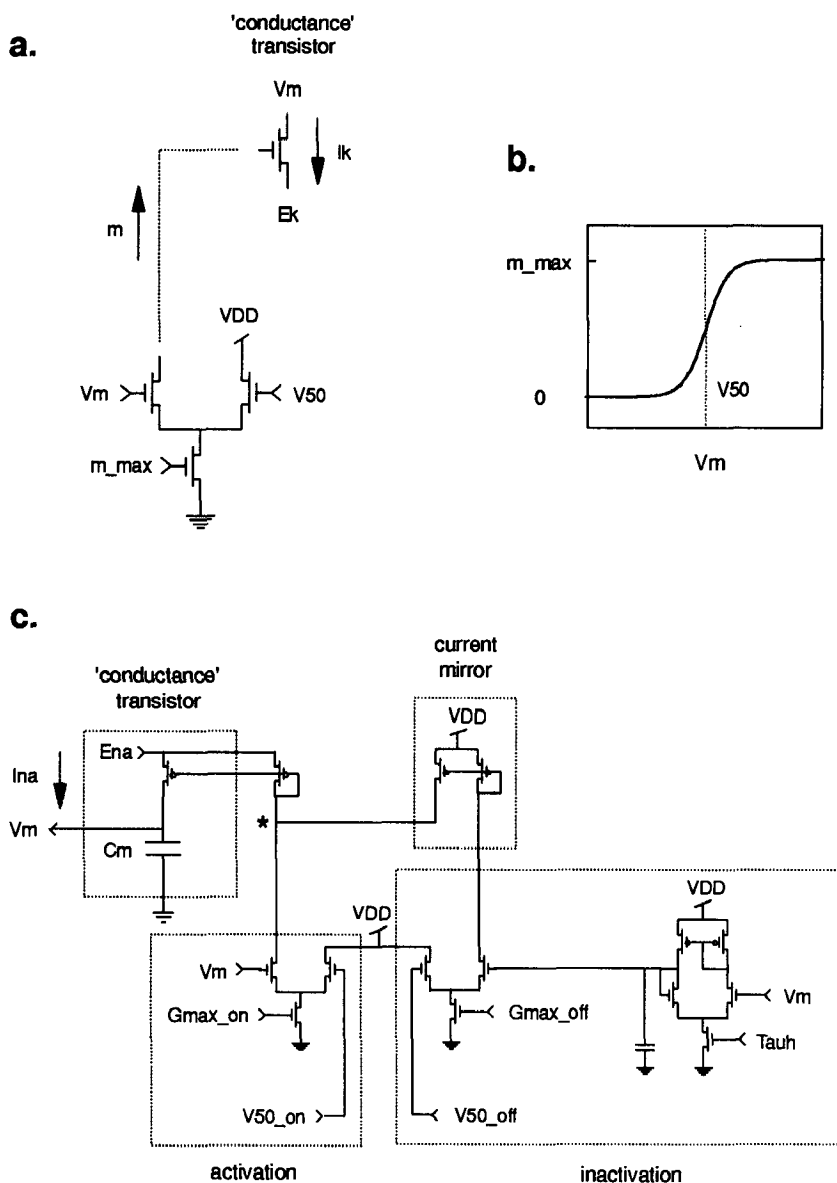 a.
'conductance'
transistor
Vm
Ik
Ek
m
VDD
Vm
V50
m_max
b.
m_max
0
V50
Vm
c.
'conductance'
transistor
current
mirror
VDD
Ena
Ina
Vm
Cm
*
VDD
VDD
Vm
Gmax_on
Gmax_off
Vm
Tauh
V50_on
V50_off
activation
inactivation